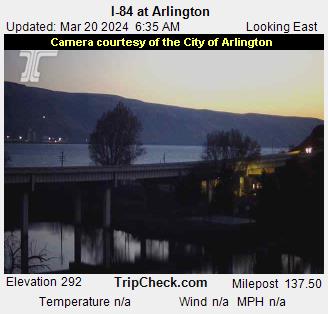 I-84 at Arlington
Updated: Mar 20 2024 6:35 AM Looking East
Camera courtesy of the City of Arlington
Elevation 292 TripCheck.com Milepost 137.50
Temperature n/a Wind n/a MPH n/a